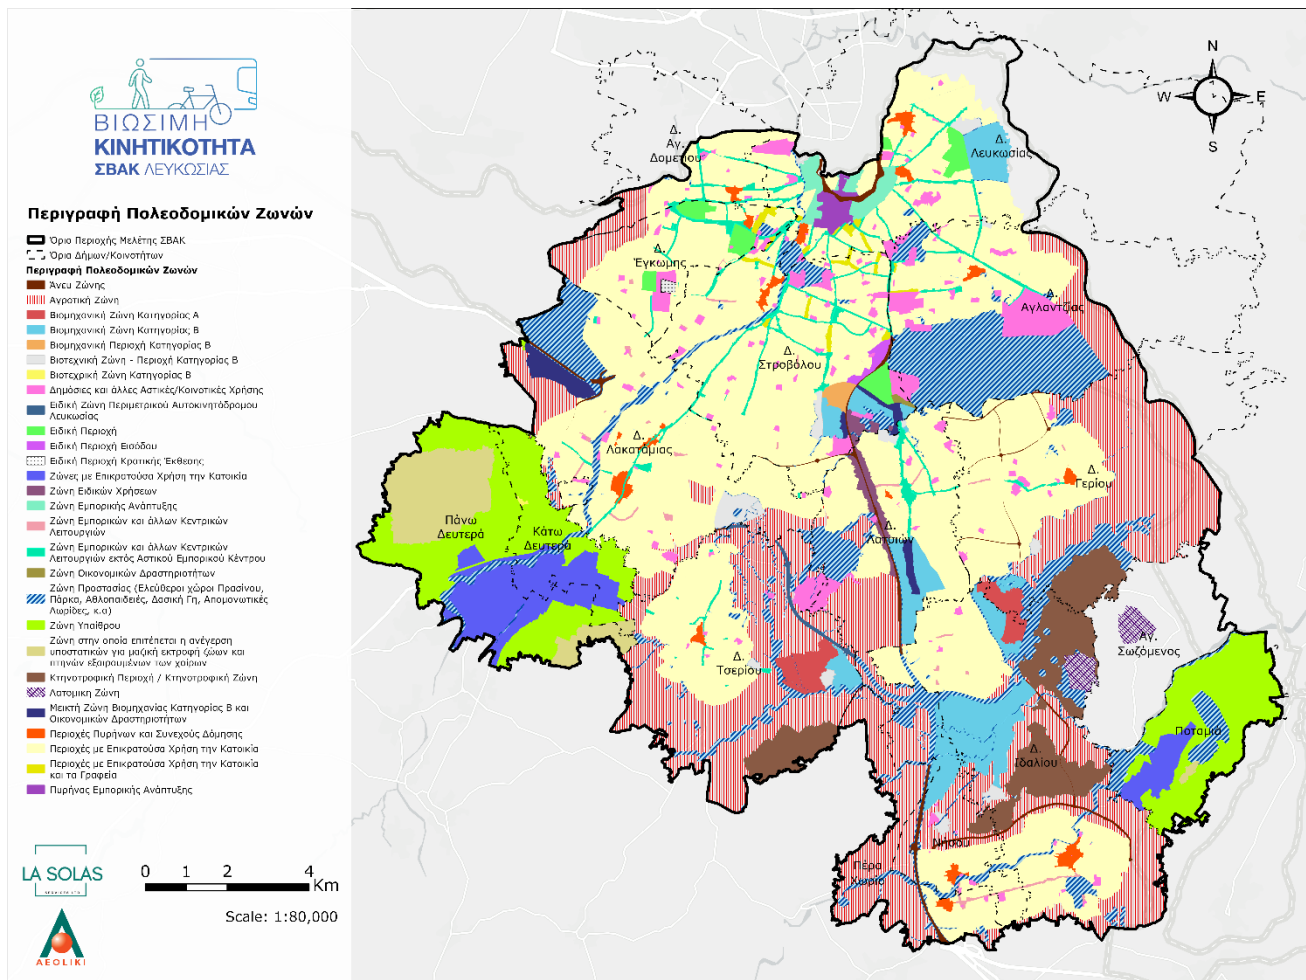 ΒΙΩΣΙΜΗ
ΚΙΝΗΤΙΚΟΤΗΤΑ
ΣΒΑΚ ΛΕΥΚΩΣΙΑΣ
Περιγραφή Πολεοδομικών Ζωνών
Όριο Περιοχής Μελέτης ΣΒΑΚ
Όρια Δήμων/Κοινοτήτων
Περιγραφή Πολεοδομικών Ζωνών
Άνευ Ζώνης
Αγροτική Ζώνη
Βιομηχανική Ζώνη Κατηγορίας Α
Βιομηχανική Ζώνη Κατηγορίας Β
Βιομηχανική Περιοχή Κατηγορίας Β
Βιοτεχνική Ζώνη - Περιοχή Κατηγορίας Β
Βιοτεχνική Ζώνη Κατηγορίας Β
Δημόσιες και άλλες Αστικές/Κοινοτικές Χρήσης
Ειδική Ζώνη Περιμετρικού Αυτοκινητόδρομου
Λευκωσίας
Ειδική Περιοχή
Ειδική Περιοχή Εισόδου
Ειδική Περιοχή Κρατικής Έκθεσης
Ζώνες με Επικρατούσα Χρήση την Κατοικία
Ζώνη Ειδικών Χρήσεων
Ζώνη Εμπορικής Ανάπτυξης
Ζώνη Εμπορικών και άλλων Κεντρικών
Λειτουργιών
Ζώνη Εμπορικών και άλλων Κεντρικών
Λειτουργιών εκτός Αστικού Εμπορικού Κέντρου
Ζώνη Οικονομικών Δραστηριοτήτων
Ζώνη Προστασίας (Ελεύθεροι χώροι Πρασίνου,
Πάρκα, Αθλοπαιδειές, Δασική Γη, Απομονωτικές
Λωρίδες, κ.α)
Ζώνη Υπαίθρου
Ζώνη στην οποία επιτέπεται η ανέγερση
υποστατικών για μαζική εκτροφή ζώων και
πτηνών εξαιρουμένων των χοίρων
Κτηνοτροφική Περιοχή / Κτηνοτροφική Ζώνη
Λατομική Ζώνη
Μεικτή Ζώνη Βιομηχανίας Κατηγορίας Β και
Οικονομικών Δραστηριοτήτων
Περιοχές Πυρήνων και Συνεχούς Δόμησης
Περιοχές με Επικρατούσα Χρήση την Κατοικία
Περιοχές με Επικρατούσα Χρήση την Κατοικία
και τα Γραφεία
Πυρήνας Εμπορικής Ανάπτυξης
LA SOLAS
AEOLIKI
0 1 2 4
Km
Scale: 1:80,000
N
W E
S
Δ.
Λευκωσίας
Δ.
Αγ.
Δομετίου
Δ.
Έγκωμης
Δ.
Αγλαντζιάς
Δ.
Στροβόλου
Δ.
Λακατάμιας
Δ.
Γερίου
Πάνω
Δευτερά
Κάτω
Δευτερά
Δ.
Λατσιών
Αγ.
Σωζόμενος
Δ.
Τσερίου
Ποταμιά
Δ.
Ιδαλίου
Νήσου
Πέρα
Χωριό